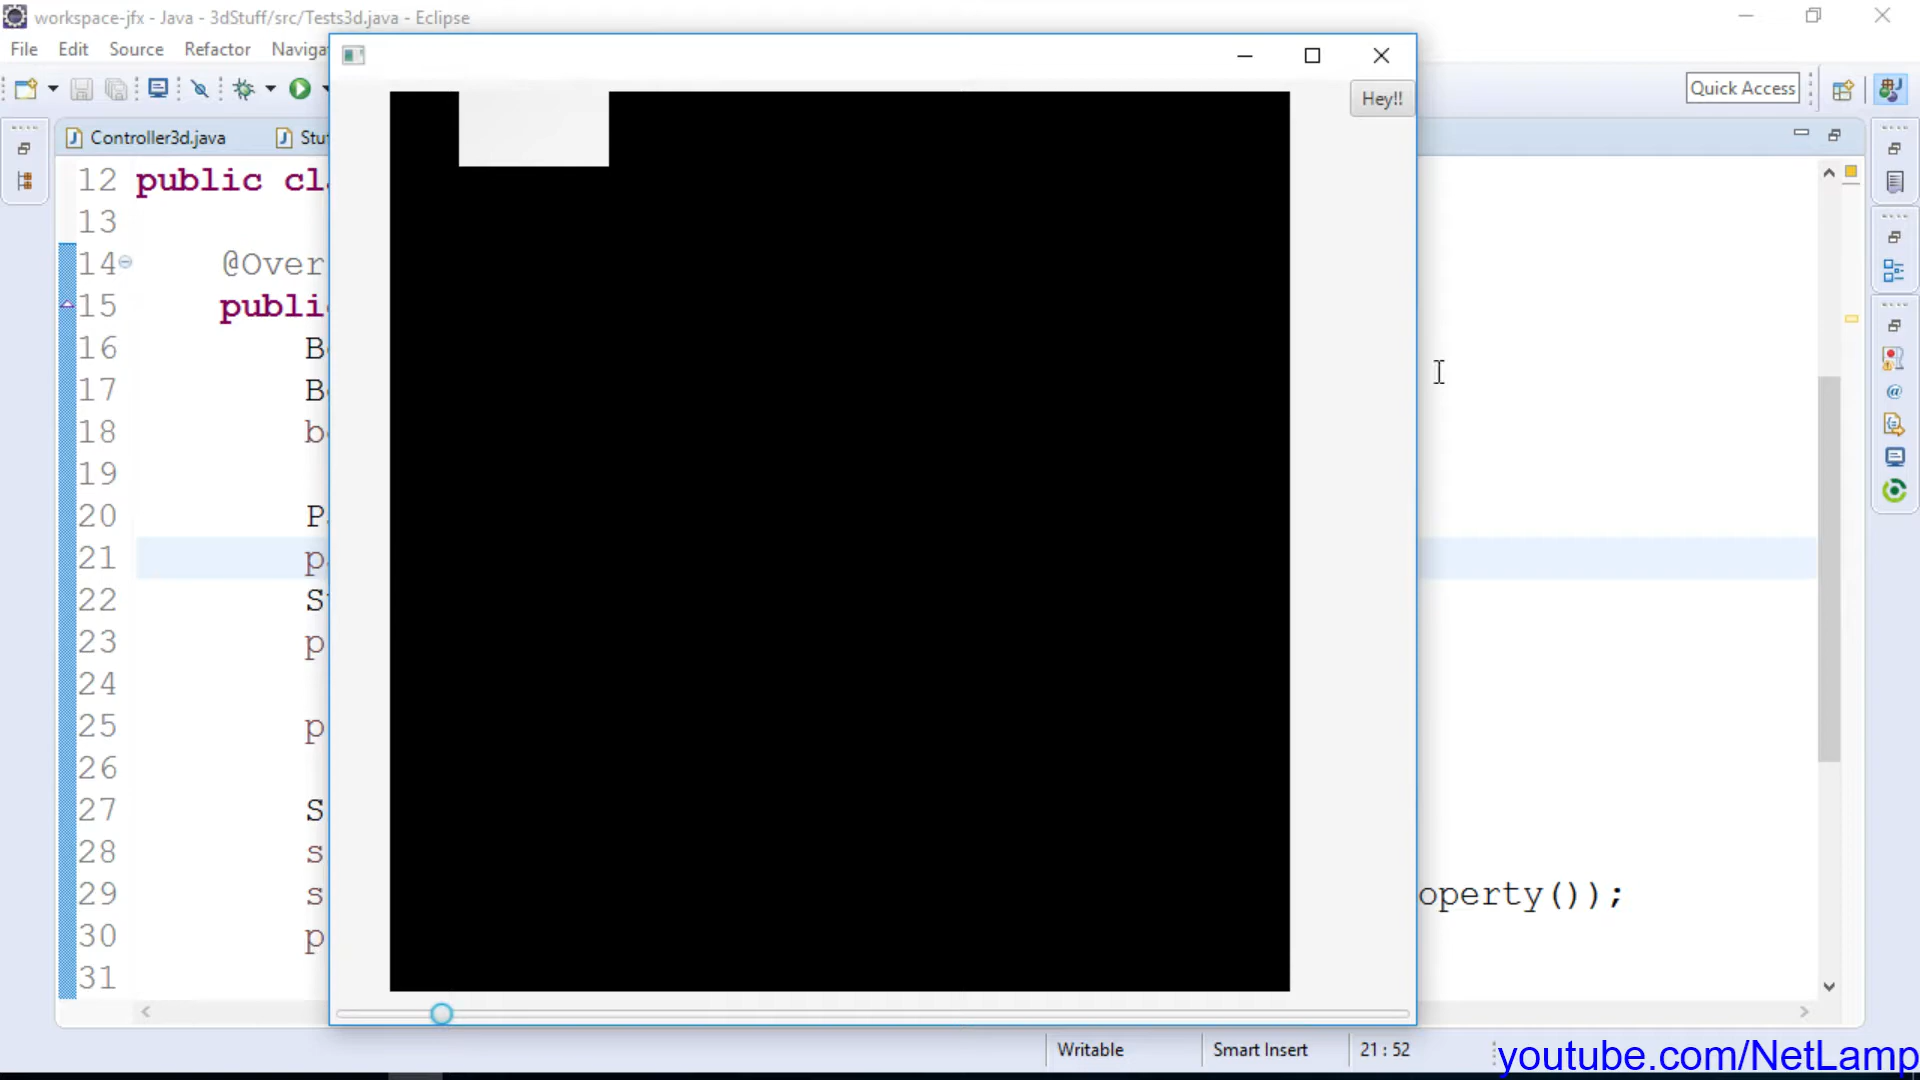 workspace-jfx - Java - 3dStuff/src/Tests3d.java - Eclipse
File Edit Source Refactor Naviga
Hey!!
Quick Access
Controller3d.java Stu
12 public cl
13
14 @Over
15 public
16 B
17 B
18 b
19
20 P
21 p
22 S
23 p
24
25 p
26
27 S
28 s
29 s operty());
30 p
31
Writable Smart Insert 21 : 52
youtube.com/NetLamp